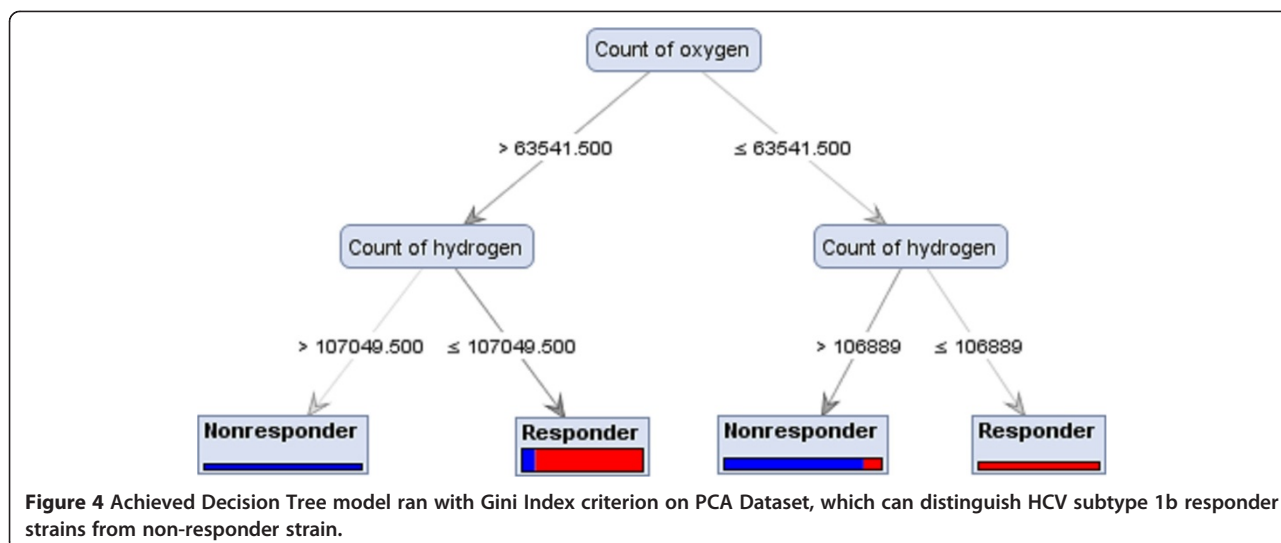 Count of oxygen
> 63541.500 ≤ 63541.500
Count of hydrogen Count of hydrogen
> 107049.500 ≤ 107049.500 > 106889 ≤ 106889
Nonresponder Responder Nonresponder Responder
Figure 4 Achieved Decision Tree model ran with Gini Index criterion on PCA Dataset, which can distinguish HCV subtype 1b responder
strains from non-responder strain.